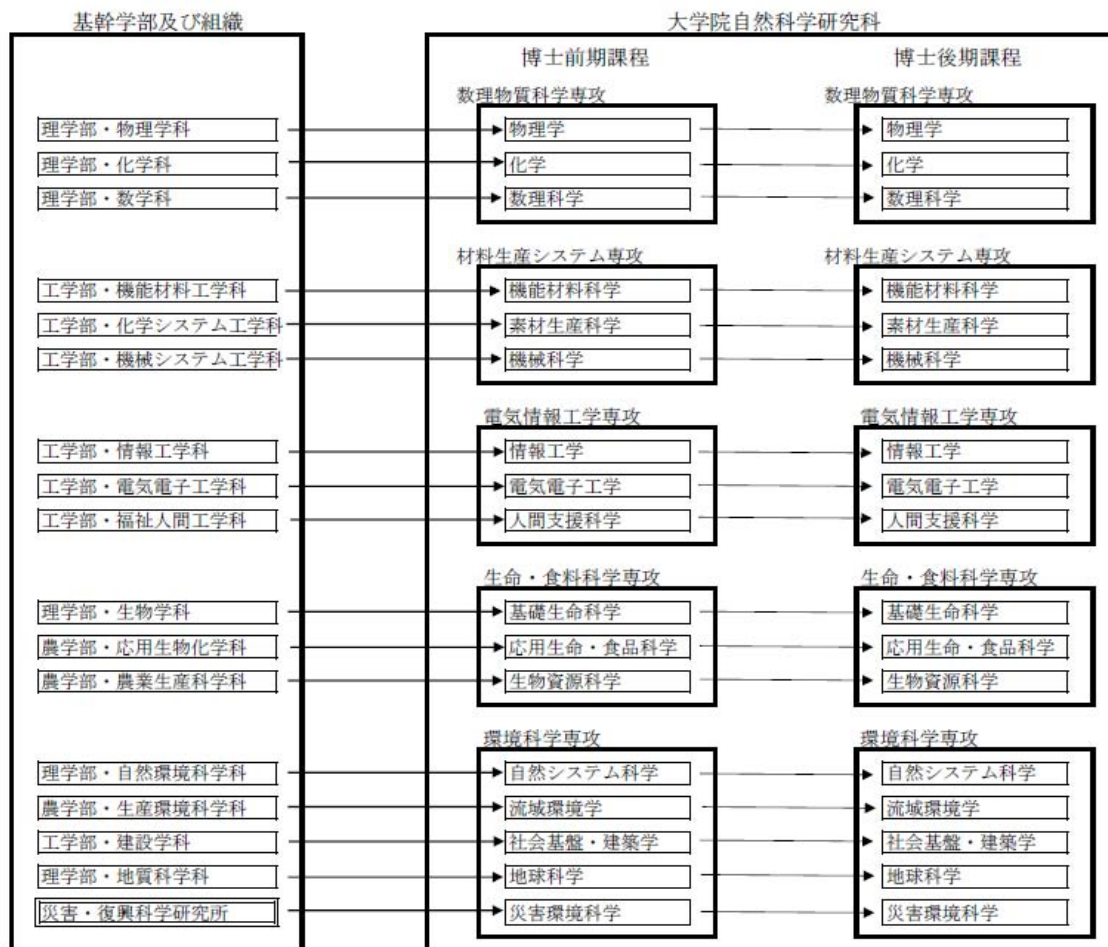 基幹学部及び組織
大学院自然科学研究科
博士前期課程
博士後期課程
数理物質科学専攻
数理物質科学専攻
理学部・物理学科
物理学
物理学
理学部・化学科
化学
化学
理学部・数学科
数理科学
数理科学
材料生産システム専攻
材料生産システム専攻
工学部・機能材料工学科
機能材料科学
機能材料科学
工学部・化学システム工学科
素材生産科学
素材生産科学
工学部・機械システム工学科
機械科学
機械科学
電気情報工学専攻
電気情報工学専攻
工学部・情報工学科
情報工学
情報工学
工学部・電気電子工学科
電気電子工学
電気電子工学
工学部・福祉人間工学科
人間支援科学
人間支援科学
生命・食料科学専攻
生命・食料科学専攻
理学部・生物学科
基礎生命科学
基礎生命科学
農学部・応用生物化学科
応用生命・食品科学
応用生命・食品科学
農学部・農業生産科学科
生物資源科学
生物資源科学
環境科学専攻
環境科学専攻
理学部・自然環境科学科
自然システム科学
自然システム科学
農学部・生産環境科学科
流域環境学
流域環境学
工学部・建設学科
社会基盤・建築学
社会基盤・建築学
理学部・地質科学科
地球科学
地球科学
災害・復興科学研究所
災害環境科学
災害環境科学